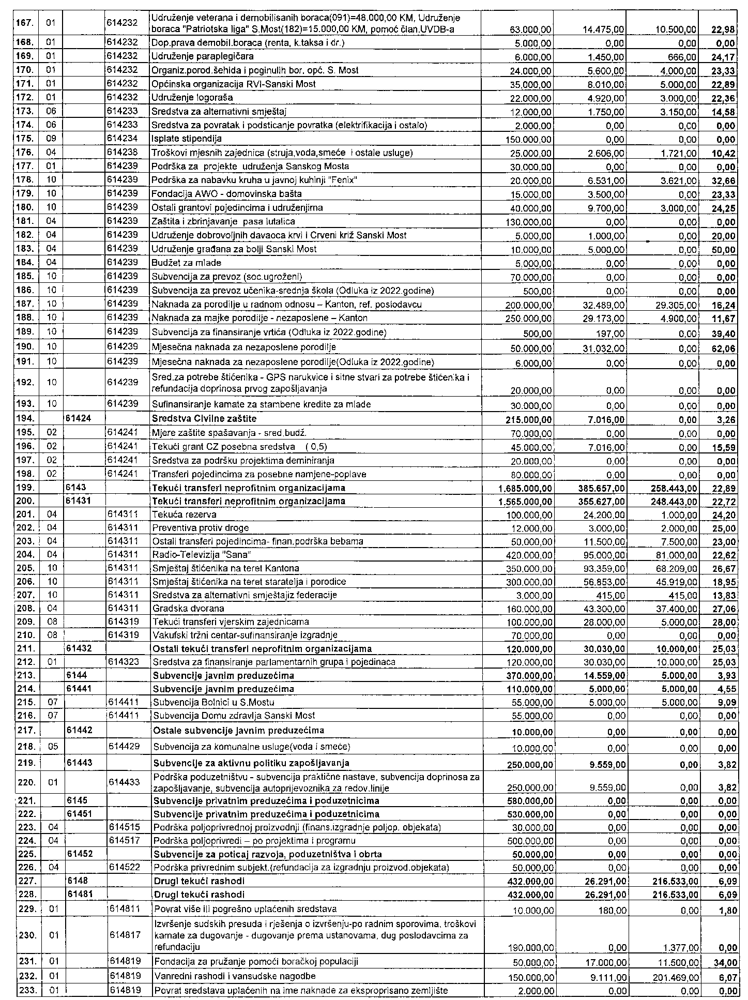 167. 01 614232 Udruženje veterana i demobilisanih boraca(091)=48.000,00 KM, Udruženje
boraca "Patriotska liga" S.Most(182)=15.000,00 KM, pomoć član.UVDB-a 63.000,00 14.475,00 10.500,00 22,98
168. 01 614232 Dop.prava demobil.boraca (renta, k.taksa i dr.) 5.000,00 0,00 0,00 0,00
169. 01 614232 Udruženje paraplegičara 6.000,00 1.450,00 666,00 24,17
170. 01 614232 Organiz.porod.šehida i poginulih bor. opć. S. Most 24.000,00 5.600,00 4.000,00 23,33
171. 01 614232 Općinska organizacija RVI-Sanski Most 35.000,00 8.010,00 5.000,00 22,89
172. 01 614232 Udruženje logoraša 22.000,00 4.920,00 3.000,00 22,36
173. 06 614233 Sredstva za alternativni smještaj 12.000,00 1.750,00 3.150,00 14,58
174. 06 614233 Sredstva za povratak i podsticanje povratka (elektrifikacija i ostalo) 2.000,00 0,00 0,00 0,00
175. 09 614234 Isplate stipendija 150.000,00 0,00 0,00 0,00
176. 04 614238 Troškovi mjesnih zajednica (struja,voda,smeće i ostale usluge) 25.000,00 2.606,00 1.721,00 10,42
177. 01 614239 Podrška za projekte udruženja Sanskog Mosta 30.000,00 0,00 0,00 0,00
178. 10 614239 Podrška za nabavku kruha u javnoj kuhinji "Fenix" 20.000,00 6.531,00 3.621,00 32,66
179. 10 614239 Fondacija AWO - domovinska bašta 15.000,00 3.500,00 0,00 23,33
180. 10 614239 Ostali grantovi pojedincima i udruženjima 40.000,00 9.700,00 3.000,00 24,25
181. 04 614239 Zaštita i zbrinjavanje pasa lutalica 130.000,00 0,00 0,00 0,00
182. 04 614239 Udruženje dobrovoljnih davaoca krvi i Crveni križ Sanski Most 5.000,00 1.000,00 0,00 20,00
183. 04 614239 Udruženje građana za bolji Sanski Most 10.000,00 5.000,00 0,00 50,00
184. 04 614239 Budžet za mlade 5.000,00 0,00 0,00 0,00
185. 10 614239 Subvencija za prevoz (soc.ugroženi) 70.000,00 0,00 0,00 0,00
186. 10 614239 Subvencija za prevoz učenika-srednja škola (Odluka iz 2022.godine) 500,00 0,00 0,00 0,00
187. 10 614239 Naknada za porodilje u radnom odnosu – Kanton, ref. poslodavcu 200.000,00 32.489,00 29.305,00 16,24
188. 10 614239 Naknada za majke porodilje - nezaposlene – Kanton 250.000,00 29.173,00 4.900,00 11,67
189. 10 614239 Subvencija za finansiranje vrtića (Odluka iz 2022.godine) 500,00 197,00 0,00 39,40
190. 10 614239 Mjesečna naknada za nezaposlene porodilje 50.000,00 31.032,00 0,00 62,06
191. 10 614239 Mjesečna naknada za nezaposlene porodilje(Odluka iz 2022.godine) 6.000,00 0,00 0,00 0,00
192. 10 614239 Sred.za potrebe štićenika - GPS narukvice i sitne stvari za potrebe štićenika i
refundacija doprinosa prvog zapošljavanja 20.000,00 0,00 0,00 0,00
193. 10 614239 Sufinansiranje kamate za stambene kredite za mlade 30.000,00 0,00 0,00 0,00
194. 61424 Sredstva Civilne zaštite 215.000,00 7.016,00 0,00 3,26
195. 02 614241 Mjere zaštite spašavanja - sred.budž. 70.000,00 0,00 0,00 0,00
196. 02 614241 Tekući grant CZ posebna sredstva ( 0,5) 45.000,00 7.016,00 0,00 15,59
197. 02 614241 Sredstva za podršku projektima deminiranja 20.000,00 0,00 0,00 0,00
198. 02 614241 Transferi pojedincima za posebne namjene-poplave 80.000,00 0,00 0,00 0,00
199. 6143 Tekući transferi neprofitnim organizacijama 1.685.000,00 385.657,00 258.443,00 22,89
200. 61431 Tekući transferi neprofitnim organizacijama 1.565.000,00 355.627,00 248.443,00 22,72
201. 04 614311 Tekuća rezerva 100.000,00 24.200,00 1.000,00 24,20
202. 04 614311 Preventiva protiv droge 12.000,00 3.000,00 2.000,00 25,00
203. 04 614311 Ostali transferi pojedincima- finan.podrška bebama 50.000,00 11.500,00 7.500,00 23,00
204. 04 614311 Radio-Televizija "Sana" 420.000,00 95.000,00 81.000,00 22,62
205. 10 614311 Smještaj štićenika na teret Kantona 350.000,00 93.359,00 68.209,00 26,67
206. 10 614311 Smještaj štićenika na teret staratelja i porodice 300.000,00 56.853,00 45.919,00 18,95
207. 10 614311 Sredstva za alternativni smještajiz federacije 3.000,00 415,00 415,00 13,83
208. 04 614311 Gradska dvorana 160.000,00 43.300,00 37.400,00 27,06
209. 08 614319 Tekući transferi vjerskim zajednicama 100.000,00 28.000,00 5.000,00 28,00
210. 08 614319 Vakufski tržni centar-sufinansiranje izgradnje 70.000,00 0,00 0,00 0,00
211. 61432 Ostali tekući transferi neprofitnim organizacijama 120.000,00 30.030,00 10.000,00 25,03
212. 01 614323 Sredstva za finansiranje parlamentarnih grupa i pojedinaca 120.000,00 30.030,00 10.000,00 25,03
213. 6144 Subvencije javnim preduzećima 370.000,00 14.559,00 5.000,00 3,93
214. 61441 Subvencije javnim preduzećima 110.000,00 5.000,00 5.000,00 4,55
215. 07 614411 Subvencija Bolnici u S.Mostu 55.000,00 5.000,00 5.000,00 9,09
216. 07 614411 Subvencija Domu zdravlja Sanski Most 55.000,00 0,00 0,00 0,00
217. 61442 Ostale subvencije javnim preduzećima 10.000,00 0,00 0,00 0,00
218. 05 614429 Subvencija za komunalne usluge(voda i smeće) 10.000,00 0,00 0,00 0,00
219. 61443 Subvencije za aktivnu politiku zapošljavanja 250.000,00 9.559,00 0,00 3,82
220. 01 614433 Podrška poduzetništvu - subvencija praktične nastave, subvencija doprinosa za
zapošljavanje, subvencija autoprijevoznika za redov.linije 250.000,00 9.559,00 0,00 3,82
221. 6145 Subvencije privatnim preduzećima i poduzetnicima 580.000,00 0,00 0,00 0,00
222. 61451 Subvencije privatnim preduzećima i poduzetnicima 530.000,00 0,00 0,00 0,00
223. 04 614515 Podrška poljoprivrednoj proizvodnji (finans.izgradnje poljop. objekata) 30.000,00 0,00 0,00 0,00
224. 04 614517 Podrška poljoprivredi – po projektima i programu 500.000,00 0,00 0,00 0,00
225. 61452 Subvencije za poticaj razvoja, poduzetništva i obrta 50.000,00 0,00 0,00 0,00
226. 04 614522 Podrška privrednim subjekt.(refundacija za izgradnju proizvod.objekata) 50.000,00 0,00 0,00 0,00
227. 6148 Drugi tekući rashodi 432.000,00 26.291,00 216.533,00 6,09
228. 61481 Drugi tekući rashodi 432.000,00 26.291,00 216.533,00 6,09
229. 01 614811 Povrat više ili pogrešno uplaćenih sredstava 10.000,00 180,00 0,00 1,80
230. 01 614817 Izvršenje sudskih presuda i rješenja o izvršenju-po radnim sporovima, troškovi
kamate za dugovanje - dugovanje prema ustanovama, dug poslodavcima za
refundaciju 190.000,00 0,00 1.377,00 0,00
231. 01 614819 Fondacija za pružanje pomoći boračkoj populaciji 50.000,00 17.000,00 11.500,00 34,00
232. 01 614819 Vanredni rashodi i vansudske nagodbe 150.000,00 9.111,00 201.469,00 6,07
233. 01 614819 Povrat sredstava uplaćenih na ime naknade za eksproprisano zemljište 2.000,00 0,00 0,00 0,00